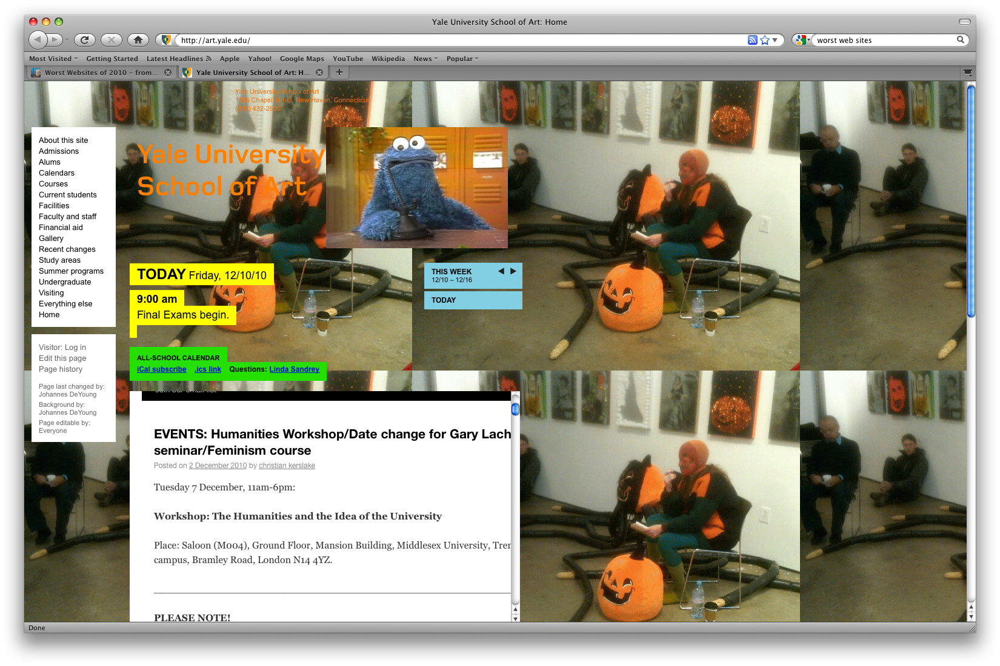 Yale University School of Art: Home
http://art.yale.edu/
worst web sites
Most Visited Getting Started Latest Headlines Apple Yahoo! Google Maps YouTube Wikipedia News Popular
Worst Websites of 2010 – from...
Yale University School of Art: H...
Yale University School of Art
Chapel Street, New Haven, Connecticut
432-2600
Yale University
School of Art
About this site
Admissions
Alums
Calendars
Courses
Current students
Facilities
Faculty and staff
Financial aid
Gallery
Recent changes
Study areas
Summer programs
Undergraduate
Visiting
Everything else
Home
Visitor: Log in
Edit this page
Page history
Page last changed by:
Johannes DeYoung
Background by:
Johannes DeYoung
Page editable by:
Everyone
TODAY Friday, 12/10/10
9:00 am
Final Exams begin.
THIS WEEK
12/10 – 12/16
TODAY
ALL-SCHOOL CALENDAR
iCal subscribe .ics link Questions: Linda Sandrey
Join our email list
EVENTS: Humanities Workshop/Date change for Gary Lach
seminar/Feminism course
Posted on 2 December 2010 by christian kerslake
Tuesday 7 December, 11am-6pm:
Workshop: The Humanities and the Idea of the University
Place: Saloon (M004), Ground Floor, Mansion Building, Middlesex University, Tren
campus, Bramley Road, London N14 4YZ.
PLEASE NOTE!
Done